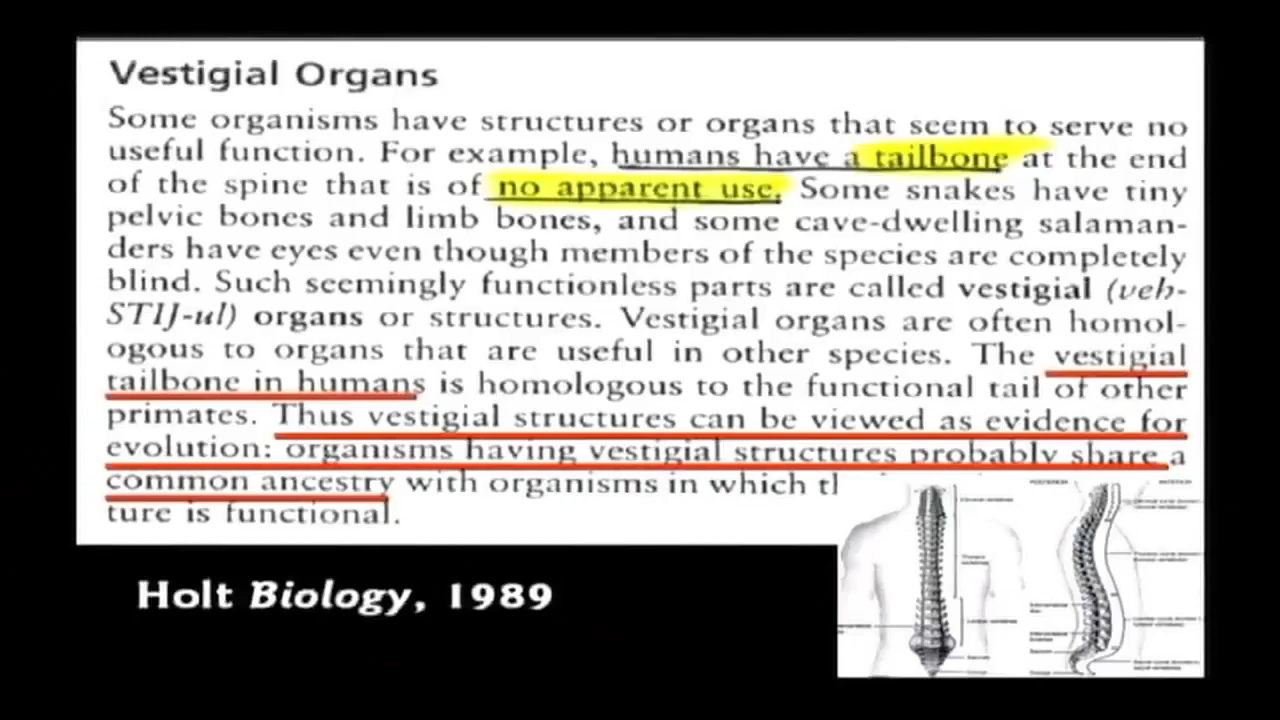 Vestigial Organs
Some organisms have structures or organs that seem to serve no
useful function. For example, humans have a tailbone at the end
of the spine that is of no apparent use. Some snakes have tiny
pelvic bones and limb bones, and some cave-dwelling salaman-
ders have eyes even though members of the species are completely
blind. Such seemingly functionless parts are called vestigial (veh-
STIJ-ul) organs or structures. Vestigial organs are often homol-
ogous to organs that are useful in other species. The vestigial
tailbone in humans is homologous to the functional tail of other
primates. Thus vestigial structures can be viewed as evidence for
evolution: organisms having vestigial structures probably share a
common ancestry with organisms in which
ture is functional.
POSTERIOR ANTERIOR
Holt Biology, 1989